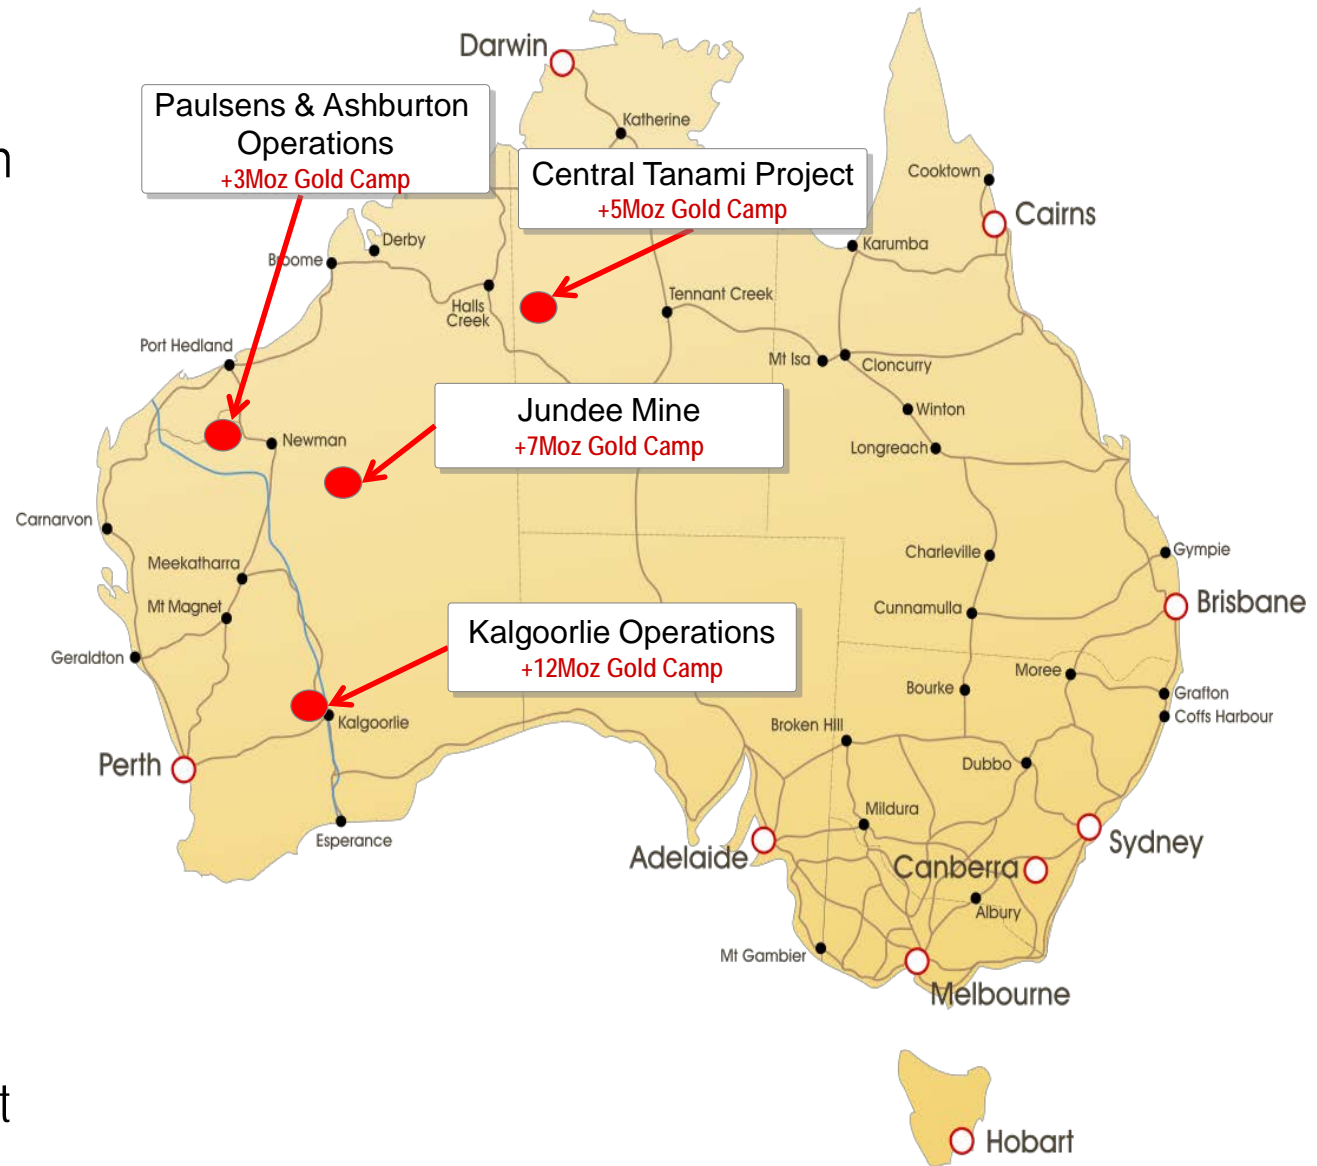 Darwin
Paulsens & Ashburton
Operations
+3Moz Gold Camp
Katherine
Central Tanami Project
+5Moz Gold Camp
Cooktown
Cairns
Derby
Karumba
Broome
Halls
Creek
Tennant Creek
Port Hedland
Mt Isa
Cloncurry
Jundee Mine
+7Moz Gold Camp
Winton
Newman
Longreach
Carnarvon
Charleville
Gympie
Meekatharra
Mt Magnet
Cunnamulla
Brisbane
Kalgoorlie Operations
+12Moz Gold Camp
Geraldton
Moree
Bourke
Grafton
Coffs Harbour
Kalgoorlie
Broken Hill
Perth
Dubbo
Mildura
Esperance
Sydney
Adelaide
Canberra
Albury
Mt Gambier
Melbourne
Hobart